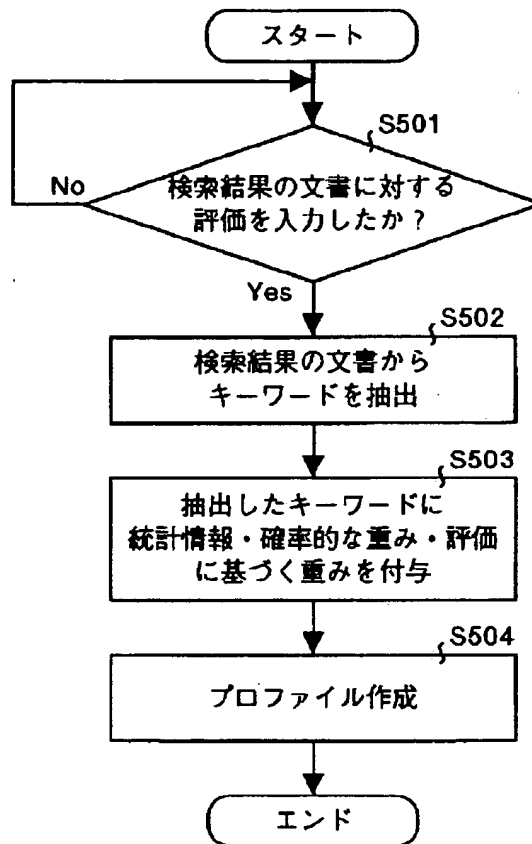 スタート
S501
No
検索結果の文書に対する
評価を入力したか？
Yes
S502
検索結果の文書から
キーワードを抽出
S503
抽出したキーワードに
統計情報・確率的な重み・評価
に基づく重みを付与
S504
プロファイル作成
エンド